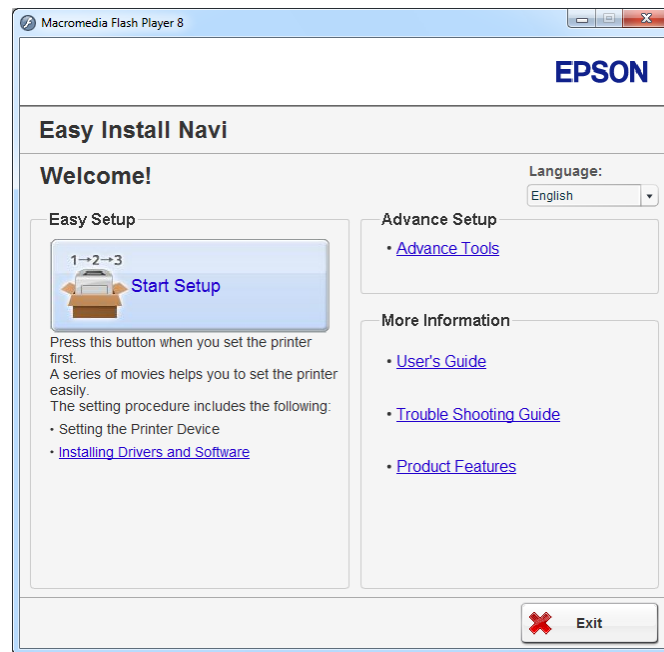 Macromedia Flash Player 8
EPSON
Easy Install Navi
Welcome!
Language:
English
Easy Setup
1→2→3
Start Setup
Press this button when you set the printer
first.
A series of movies helps you to set the printer
easily.
The setting procedure includes the following:
• Setting the Printer Device
• Installing Drivers and Software
Advance Setup
• Advance Tools
More Information
• User's Guide
• Trouble Shooting Guide
• Product Features
Exit